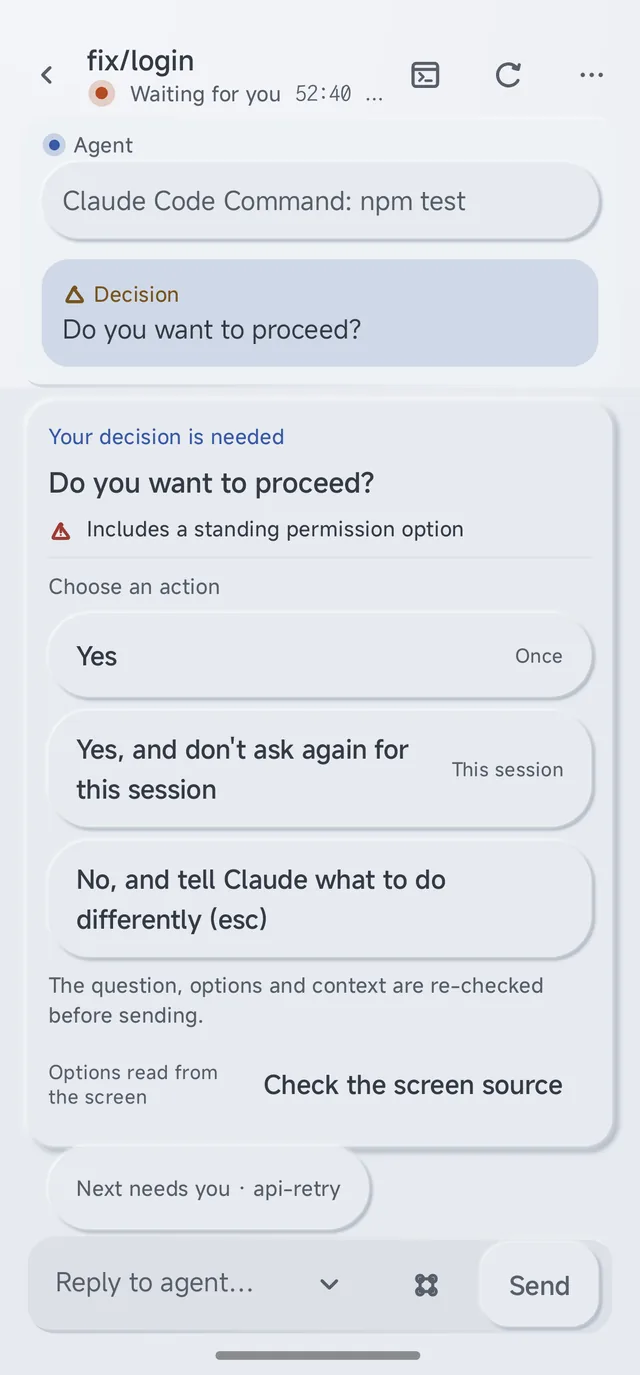 fix/login
Waiting for you 52:40 ...
Agent
Claude Code Command: npm test
Decision
Do you want to proceed?
Your decision is needed
Do you want to proceed?
Includes a standing permission option
Choose an action
Yes
Once
Yes, and don't ask again for
this session
This session
No, and tell Claude what to do
differently (esc)
The question, options and context are re-checked
before sending.
Options read from
the screen
Check the screen source
Next needs you · api-retry
Reply to agent...
Send